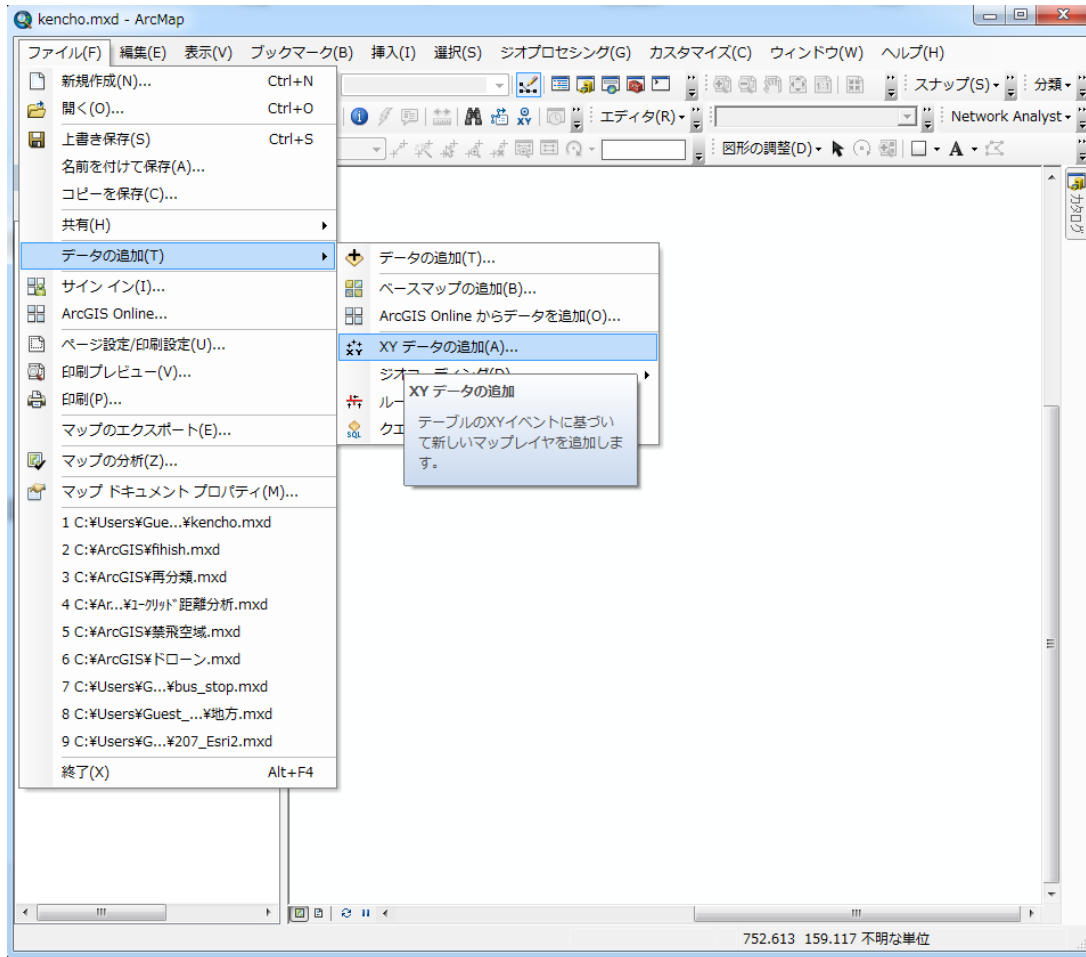 kencho.mxd - ArcMap
ファイル(F) 編集(E) 表示(V) ブックマーク(B) 挿入(I) 選択(S) ジオプロセシング(G) カスタマイズ(C) ウィンドウ(W) ヘルプ(H)
新規作成(N)... Ctrl+N
スナップ(S) 分類
開く(O)... Ctrl+O
エディタ(R) Network Analyst
上書き保存(S) Ctrl+S
図形の調整(D) A
名前を付けて保存(A)...
コピーを保存(C)...
カタログ
共有(H)
データの追加(T)
サイン イン(I)...
ArcGIS Online...
ページ設定/印刷設定(U)...
印刷プレビュー(V)...
印刷(P)...
マップのエクスポート(E)...
マップの分析(Z)...
マップ ドキュメント プロパティ(M)...
1 C:¥Users¥Gue...¥kencho.mxd
2 C:¥ArcGIS¥fihish.mxd
3 C:¥ArcGIS¥再分類.mxd
4 C:¥Ar...¥ﾕｰｸﾘｯﾄﾞ距離分析.mxd
5 C:¥ArcGIS¥禁飛空域.mxd
6 C:¥ArcGIS¥ドローン.mxd
7 C:¥Users¥G...¥bus_stop.mxd
8 C:¥Users¥Guest_...¥地方.mxd
9 C:¥Users¥G...¥207_Esri2.mxd
終了(X) Alt+F4
データの追加(T)...
ベースマップの追加(B)...
ArcGIS Online からデータを追加(O)...
XY データの追加(A)...
ジオコーディング(D)
ルー
クエ
XY データの追加
テーブルのXYイベントに基づい
て新しいマップレイヤを追加しま
す。
752.613 159.117 不明な単位